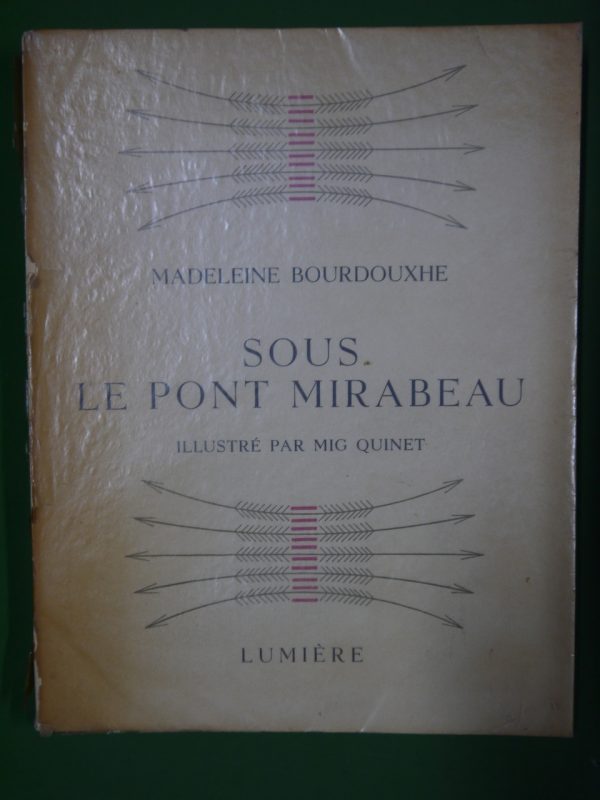 MADELEINE BOURDOUXHE
SOUS
LE PONT MIRABEAU
ILLUSTRÉ PAR MIG QUINET
LUMIÈRE